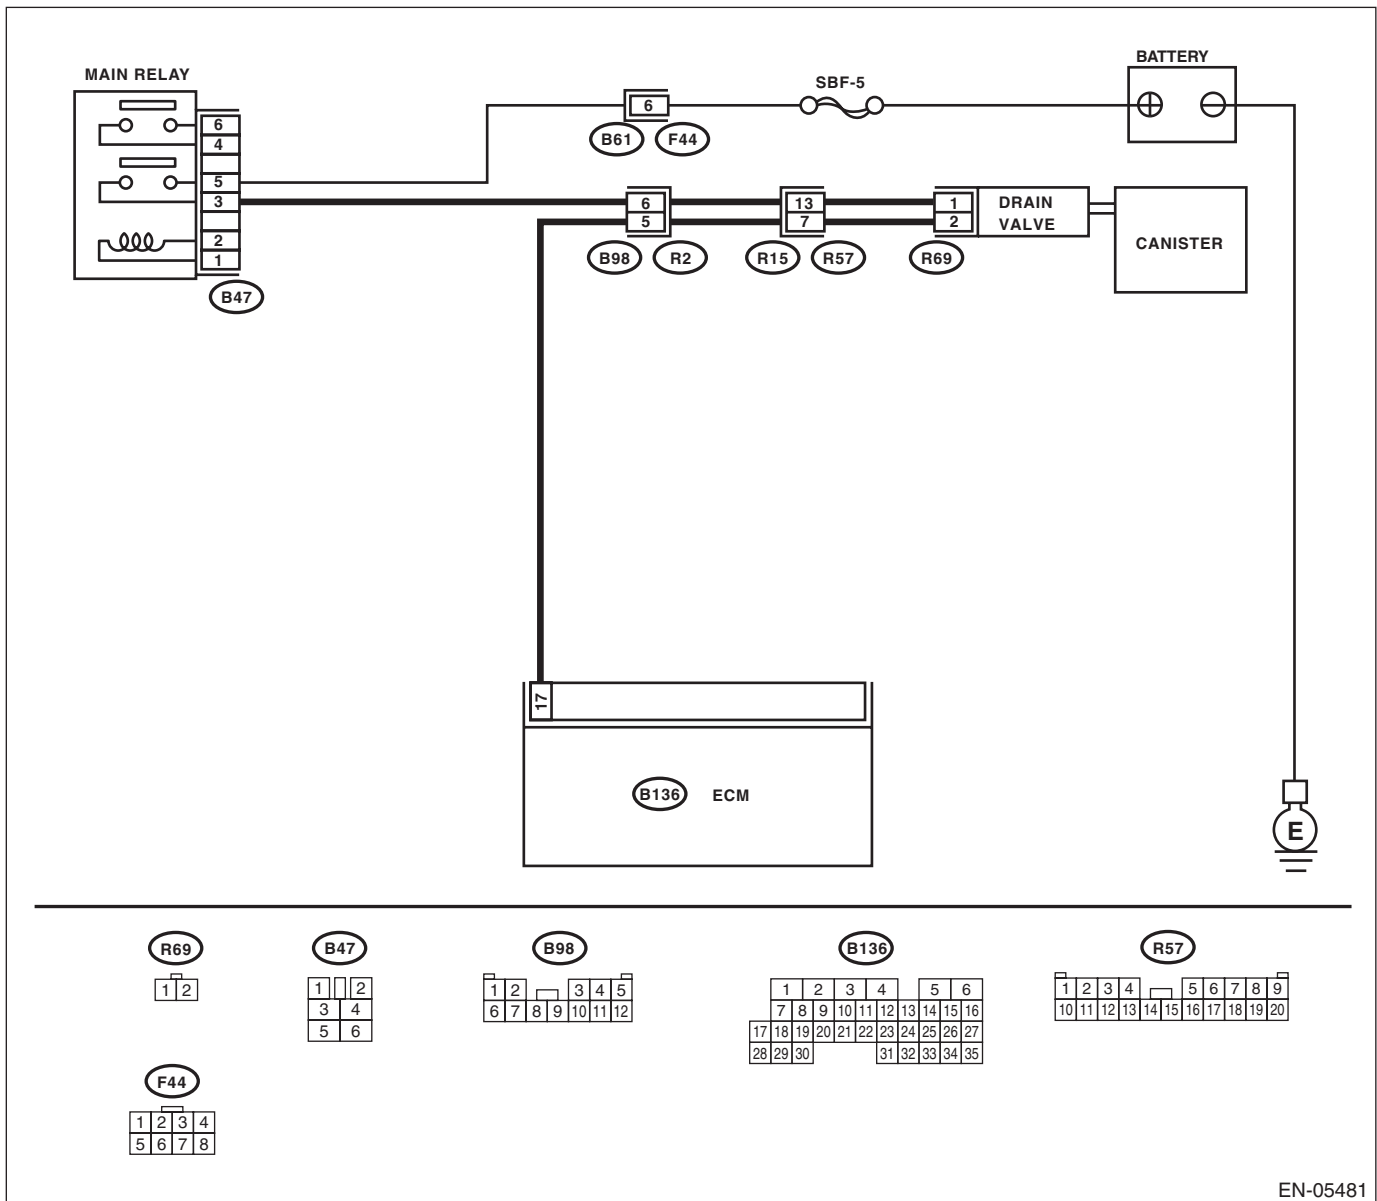 MAIN RELAY
BATTERY
SBF-5
6
4
5
3
2
1
B47
6
B61 F44
6
5
B98 R2
13
7
R15 R57
1
2
R69
DRAIN
VALVE
CANISTER
17
B136 ECM
E
R69
1 2
B47
1 2
3 4
5 6
B98
1 2 3 4 5
6 7 8 9 10 11 12
B136
1 2 3 4 5 6
7 8 9 10 11 12 13 14 15 16
17 18 19 20 21 22 23 24 25 26 27
28 29 30 31 32 33 34 35
R57
1 2 3 4 5 6 7 8 9
10 11 12 13 14 15 16 17 18 19 20
F44
1 2 3 4
5 6 7 8
EN-05481